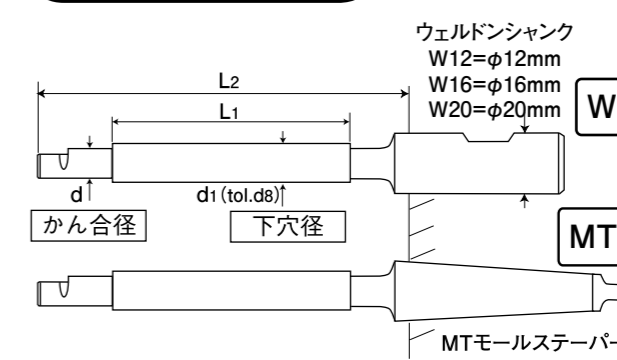 ウェルドンシャンク
W12=φ12mm
W16=φ16mm
W20=φ20mm
W
L2
L1
d
d1(tol.d8)
かん合径
下穴径
MT
MTモールステーパー